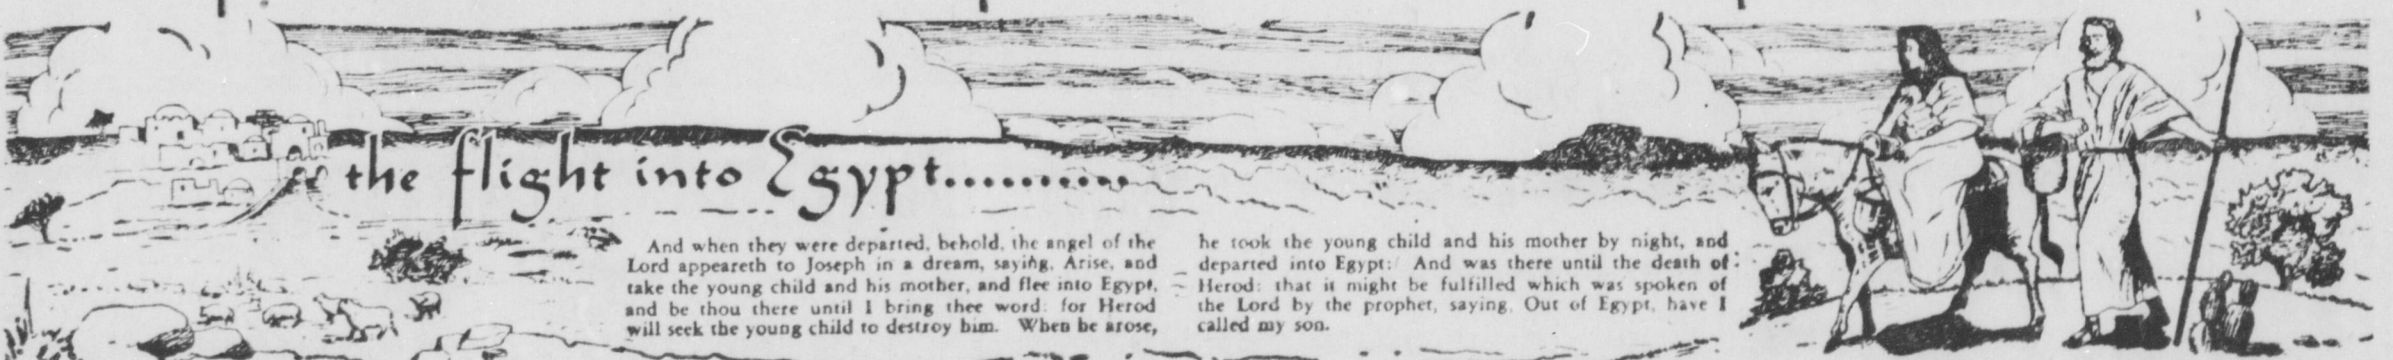 the flight into Egypt..........
And when they were departed, behold, the angel of the
Lord appeareth to Joseph in a dream, saying, Arise, and
take the young child and his mother, and flee into Egypt,
and be thou there until I bring thee word: for Herod
will seek the young child to destroy him. When he arose,
he took the young child and his mother by night, and
departed into Egypt: And was there until the death of
Herod: that it might be fulfilled which was spoken of
the Lord by the prophet, saying, Out of Egypt, have I
called my son.